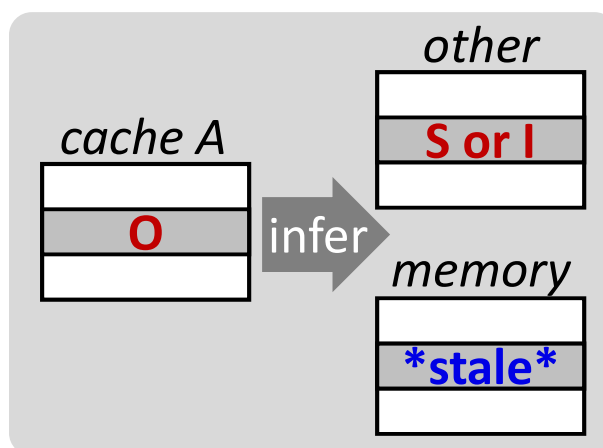 cache A
O
infer
other
S or I
memory
*stale*